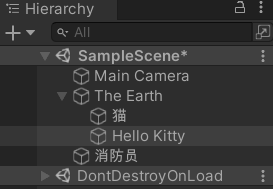 Hierarchy
All
SampleScene*
Main Camera
The Earth
猫
Hello Kitty
消防员
DontDestroyOnLoad